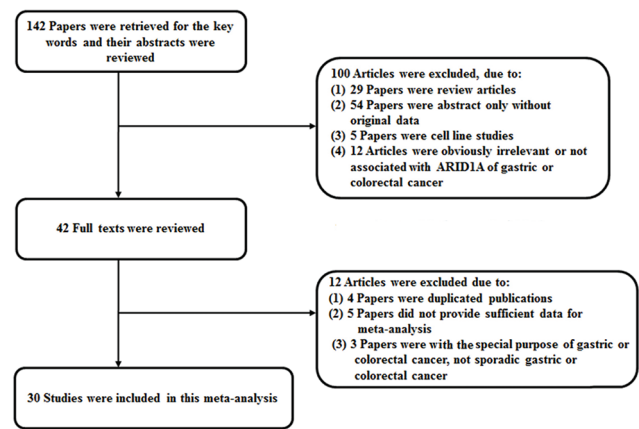 142 Papers were retrieved for the key
words and their abstracts were
reviewed
100 Articles were excluded, due to:
(1) 29 Papers were review articles
(2) 54 Papers were abstract only without
original data
(3) 5 Papers were cell line studies
(4) 12 Articles were obviously irrelevant or not
associated with ARID1A of gastric or
colorectal cancer
42 Full texts were reviewed
12 Articles were excluded due to:
(1) 4 Papers were duplicated publications
(2) 5 Papers did not provide sufficient data for
meta-analysis
(3) 3 Papers were with the special purpose of gastric or
colorectal cancer, not sporadic gastric or
colorectal cancer
30 Studies were included in this meta-analysis